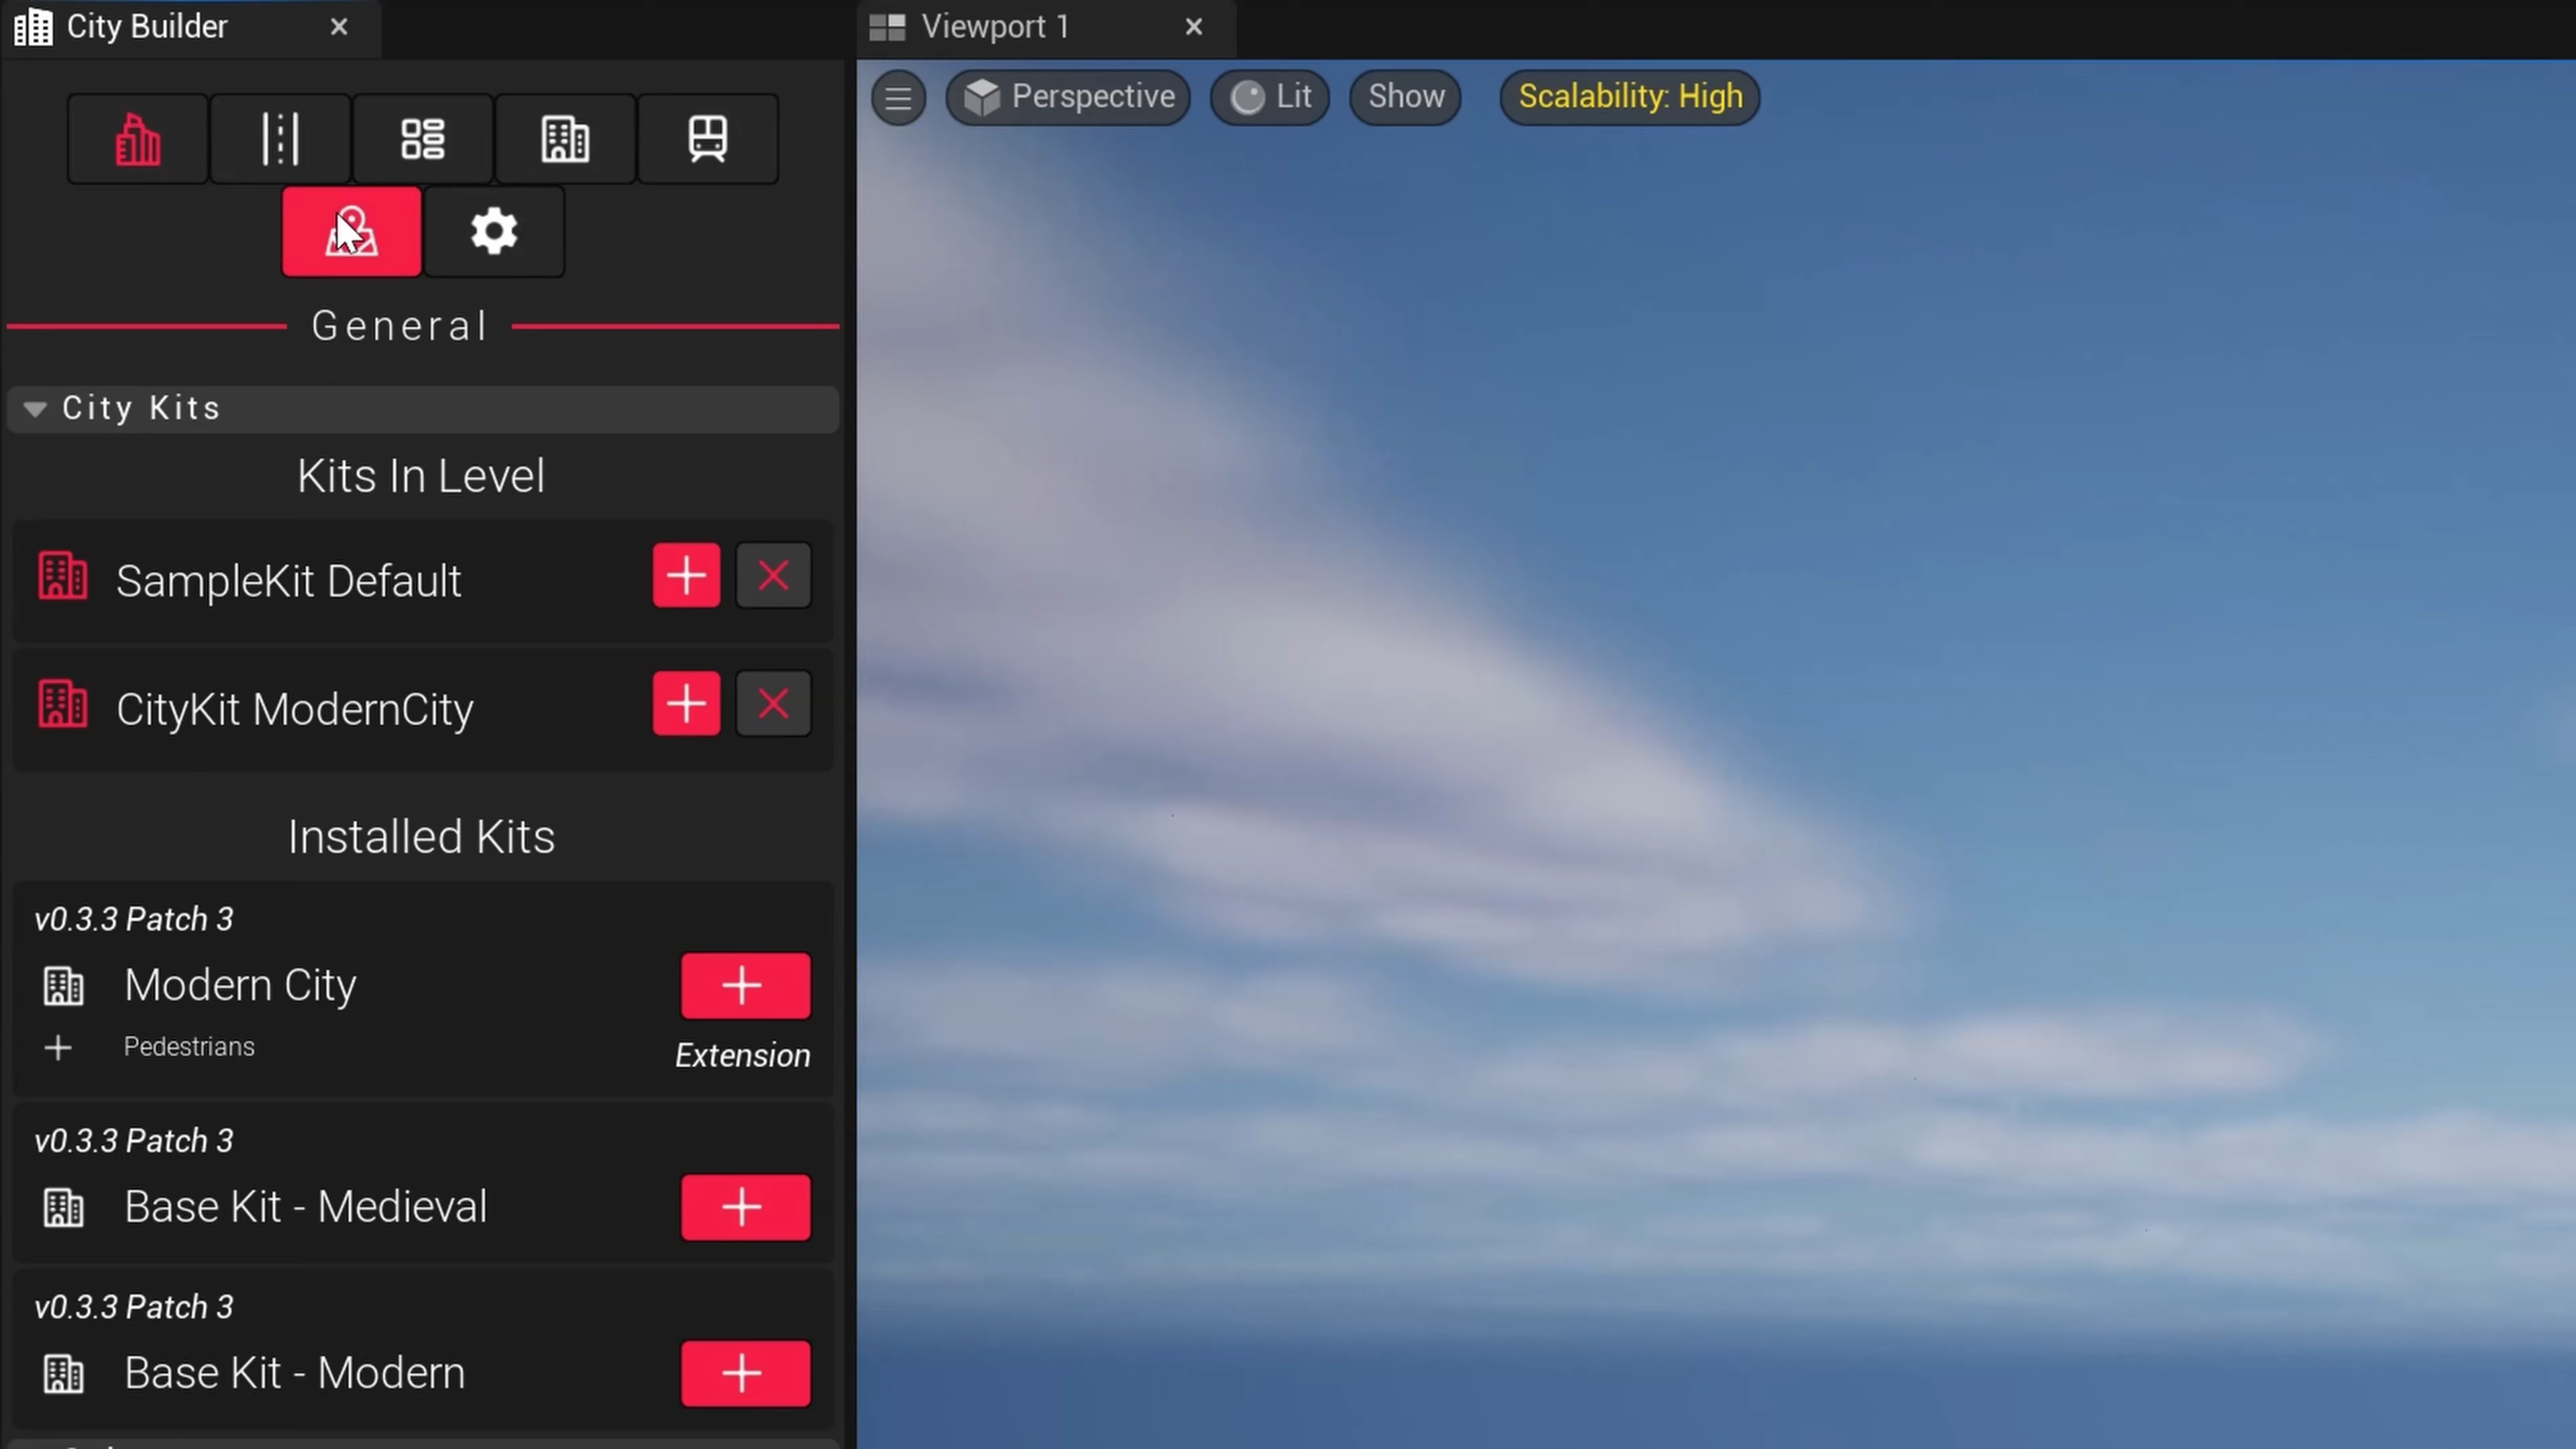 City Builder
Viewport 1
Perspective
Lit
Show
Scalability: High
General
City Kits
Kits In Level
SampleKit Default
CityKit ModernCity
Installed Kits
v0.3.3 Patch 3
Modern City
Pedestrians
Extension
v0.3.3 Patch 3
Base Kit - Medieval
v0.3.3 Patch 3
Base Kit - Modern